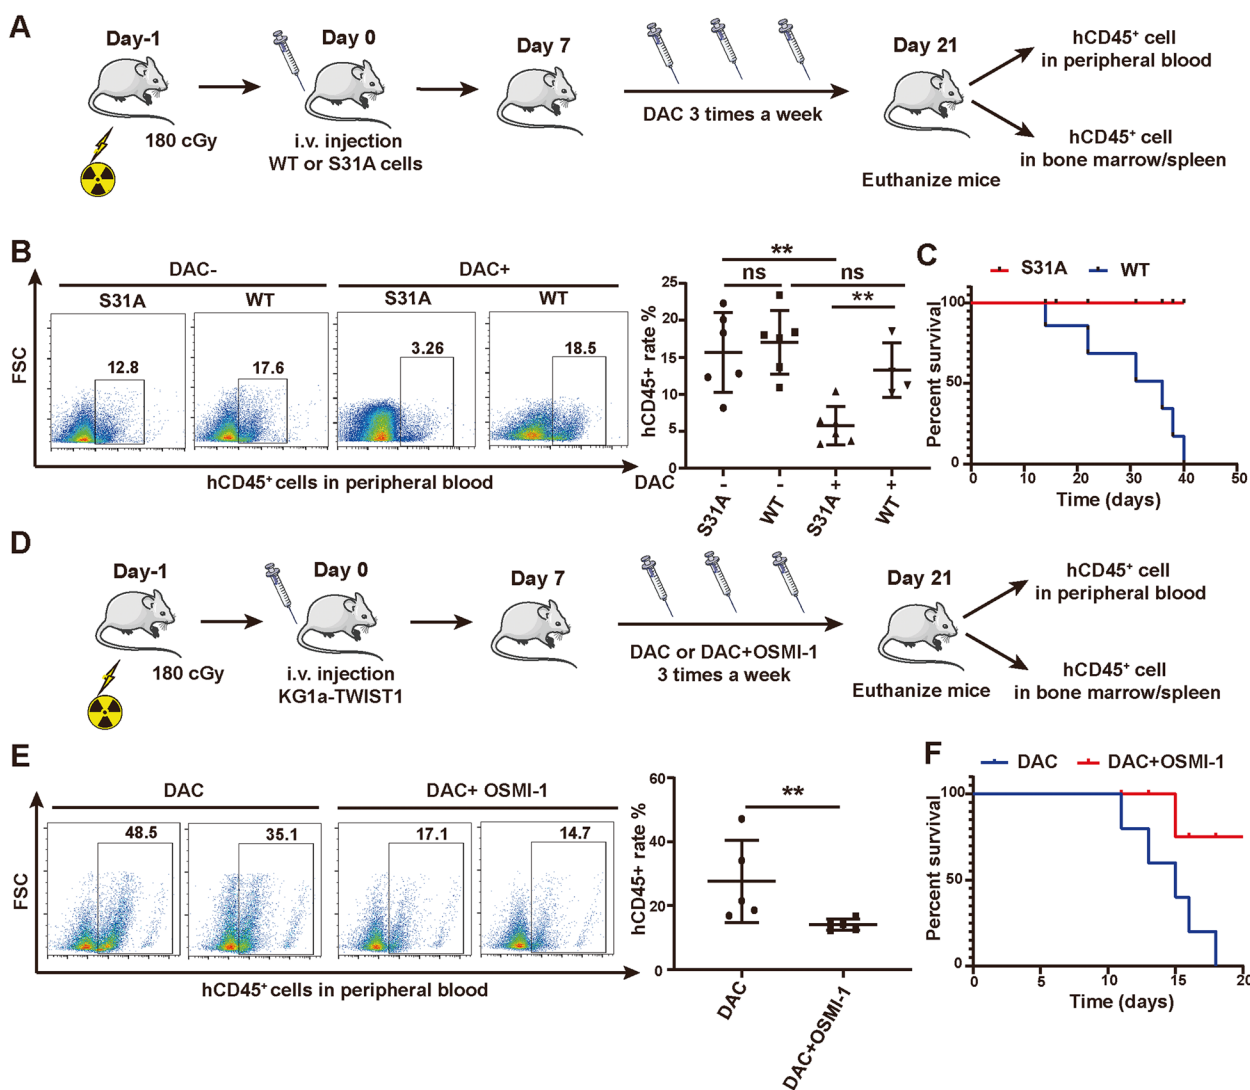 A
Day-1
Day 0
Day 7
Day 21
180 cGy
i.v. injection
WT or S31A cells
DAC 3 times a week
Euthanize mice
hCD45⁺ cell
in peripheral blood
hCD45⁺ cell
in bone marrow/spleen
B
DAC-
DAC+
S31A
WT
S31A
WT
12.8
17.6
3.26
18.5
FSC
hCD45⁺ cells in peripheral blood
hCD45+ rate %
25
20
15
10
5
0
**
ns
ns
**
DAC
-
-
+
+
S31A
WT
S31A
WT
C
S31A
WT
Percent survival
100
50
0
0
10
20
30
40
50
Time (days)
D
Day-1
Day 0
Day 7
Day 21
180 cGy
i.v. injection
KG1a-TWIST1
DAC or DAC+OSMI-1
3 times a week
Euthanize mice
hCD45⁺ cell
in peripheral blood
hCD45⁺ cell
in bone marrow/spleen
E
DAC
DAC+ OSMI-1
48.5
35.1
17.1
14.7
FSC
hCD45⁺ cells in peripheral blood
hCD45+ rate %
60
40
20
0
**
DAC
DAC+OSMI-1
F
DAC
DAC+OSMI-1
Percent survival
100
50
0
0
5
10
15
20
Time (days)